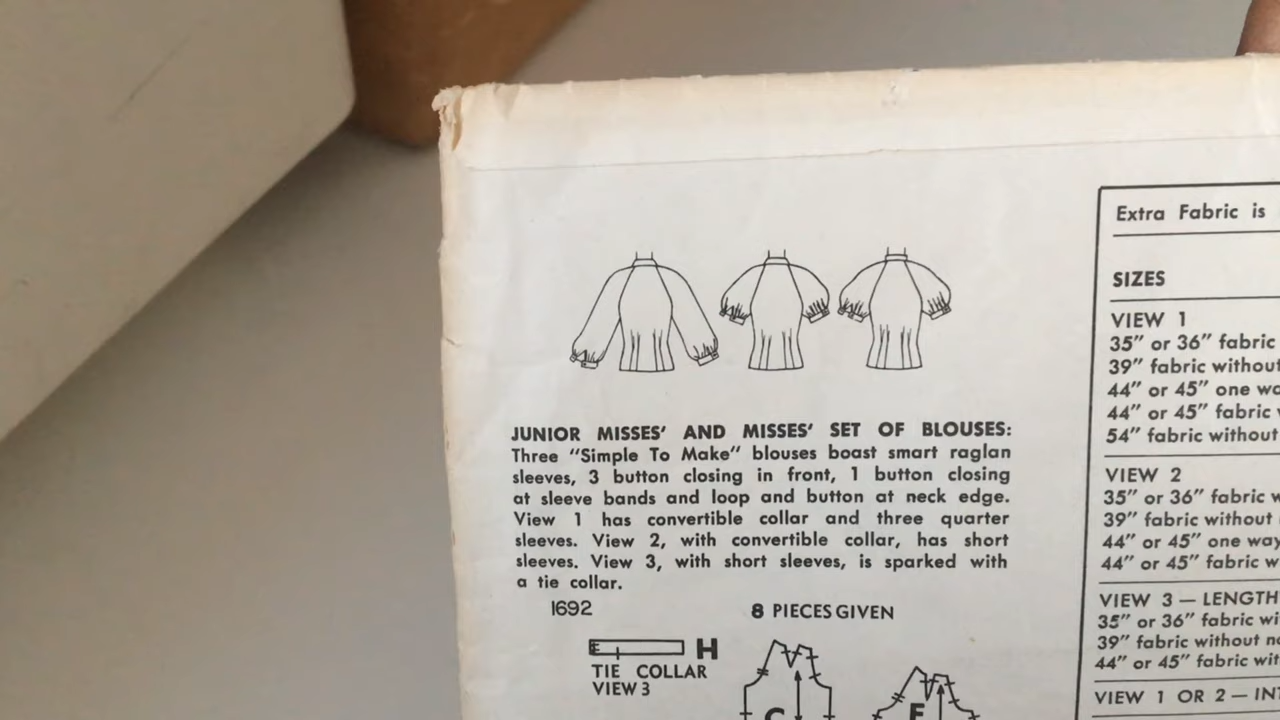 JUNIOR MISSES' AND MISSES' SET OF BLOUSES:
Three "Simple To Make" blouses boast smart raglan
sleeves, 3 button closing in front, 1 button closing
at sleeve bands and loop and button at neck edge.
View 1 has convertible collar and three quarter
sleeves. View 2, with convertible collar, has short
sleeves. View 3, with short sleeves, is sparked with
a tie collar.
1692
8 PIECES GIVEN
H
TIE COLLAR
VIEW 3
Extra Fabric is
SIZES
VIEW 1
35" or 36" fabric
39" fabric without
44" or 45" one
44" or 45" fabric
54" fabric without
VIEW 2
35" or 36" fabric
39" fabric without
44" or 45" one way
44" or 45" fabric
VIEW 3 — LENGTH
35" or 36" fabric
39" fabric without
44" or 45" fabric
VIEW 1 OR 2 —